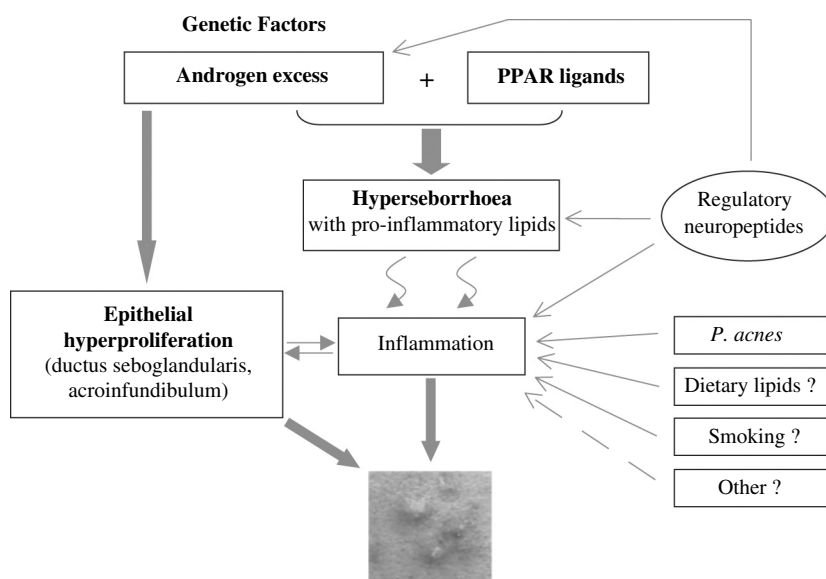 Genetic Factors
Androgen excess
+
PPAR ligands
Hyperseborrhoea
with pro-inflammatory lipids
Regulatory
neuropeptides
Epithelial
hyperproliferation
(ductus seboglandularis,
acroinfundibulum)
Inflammation
P. acnes
Dietary lipids ?
Smoking ?
Other ?